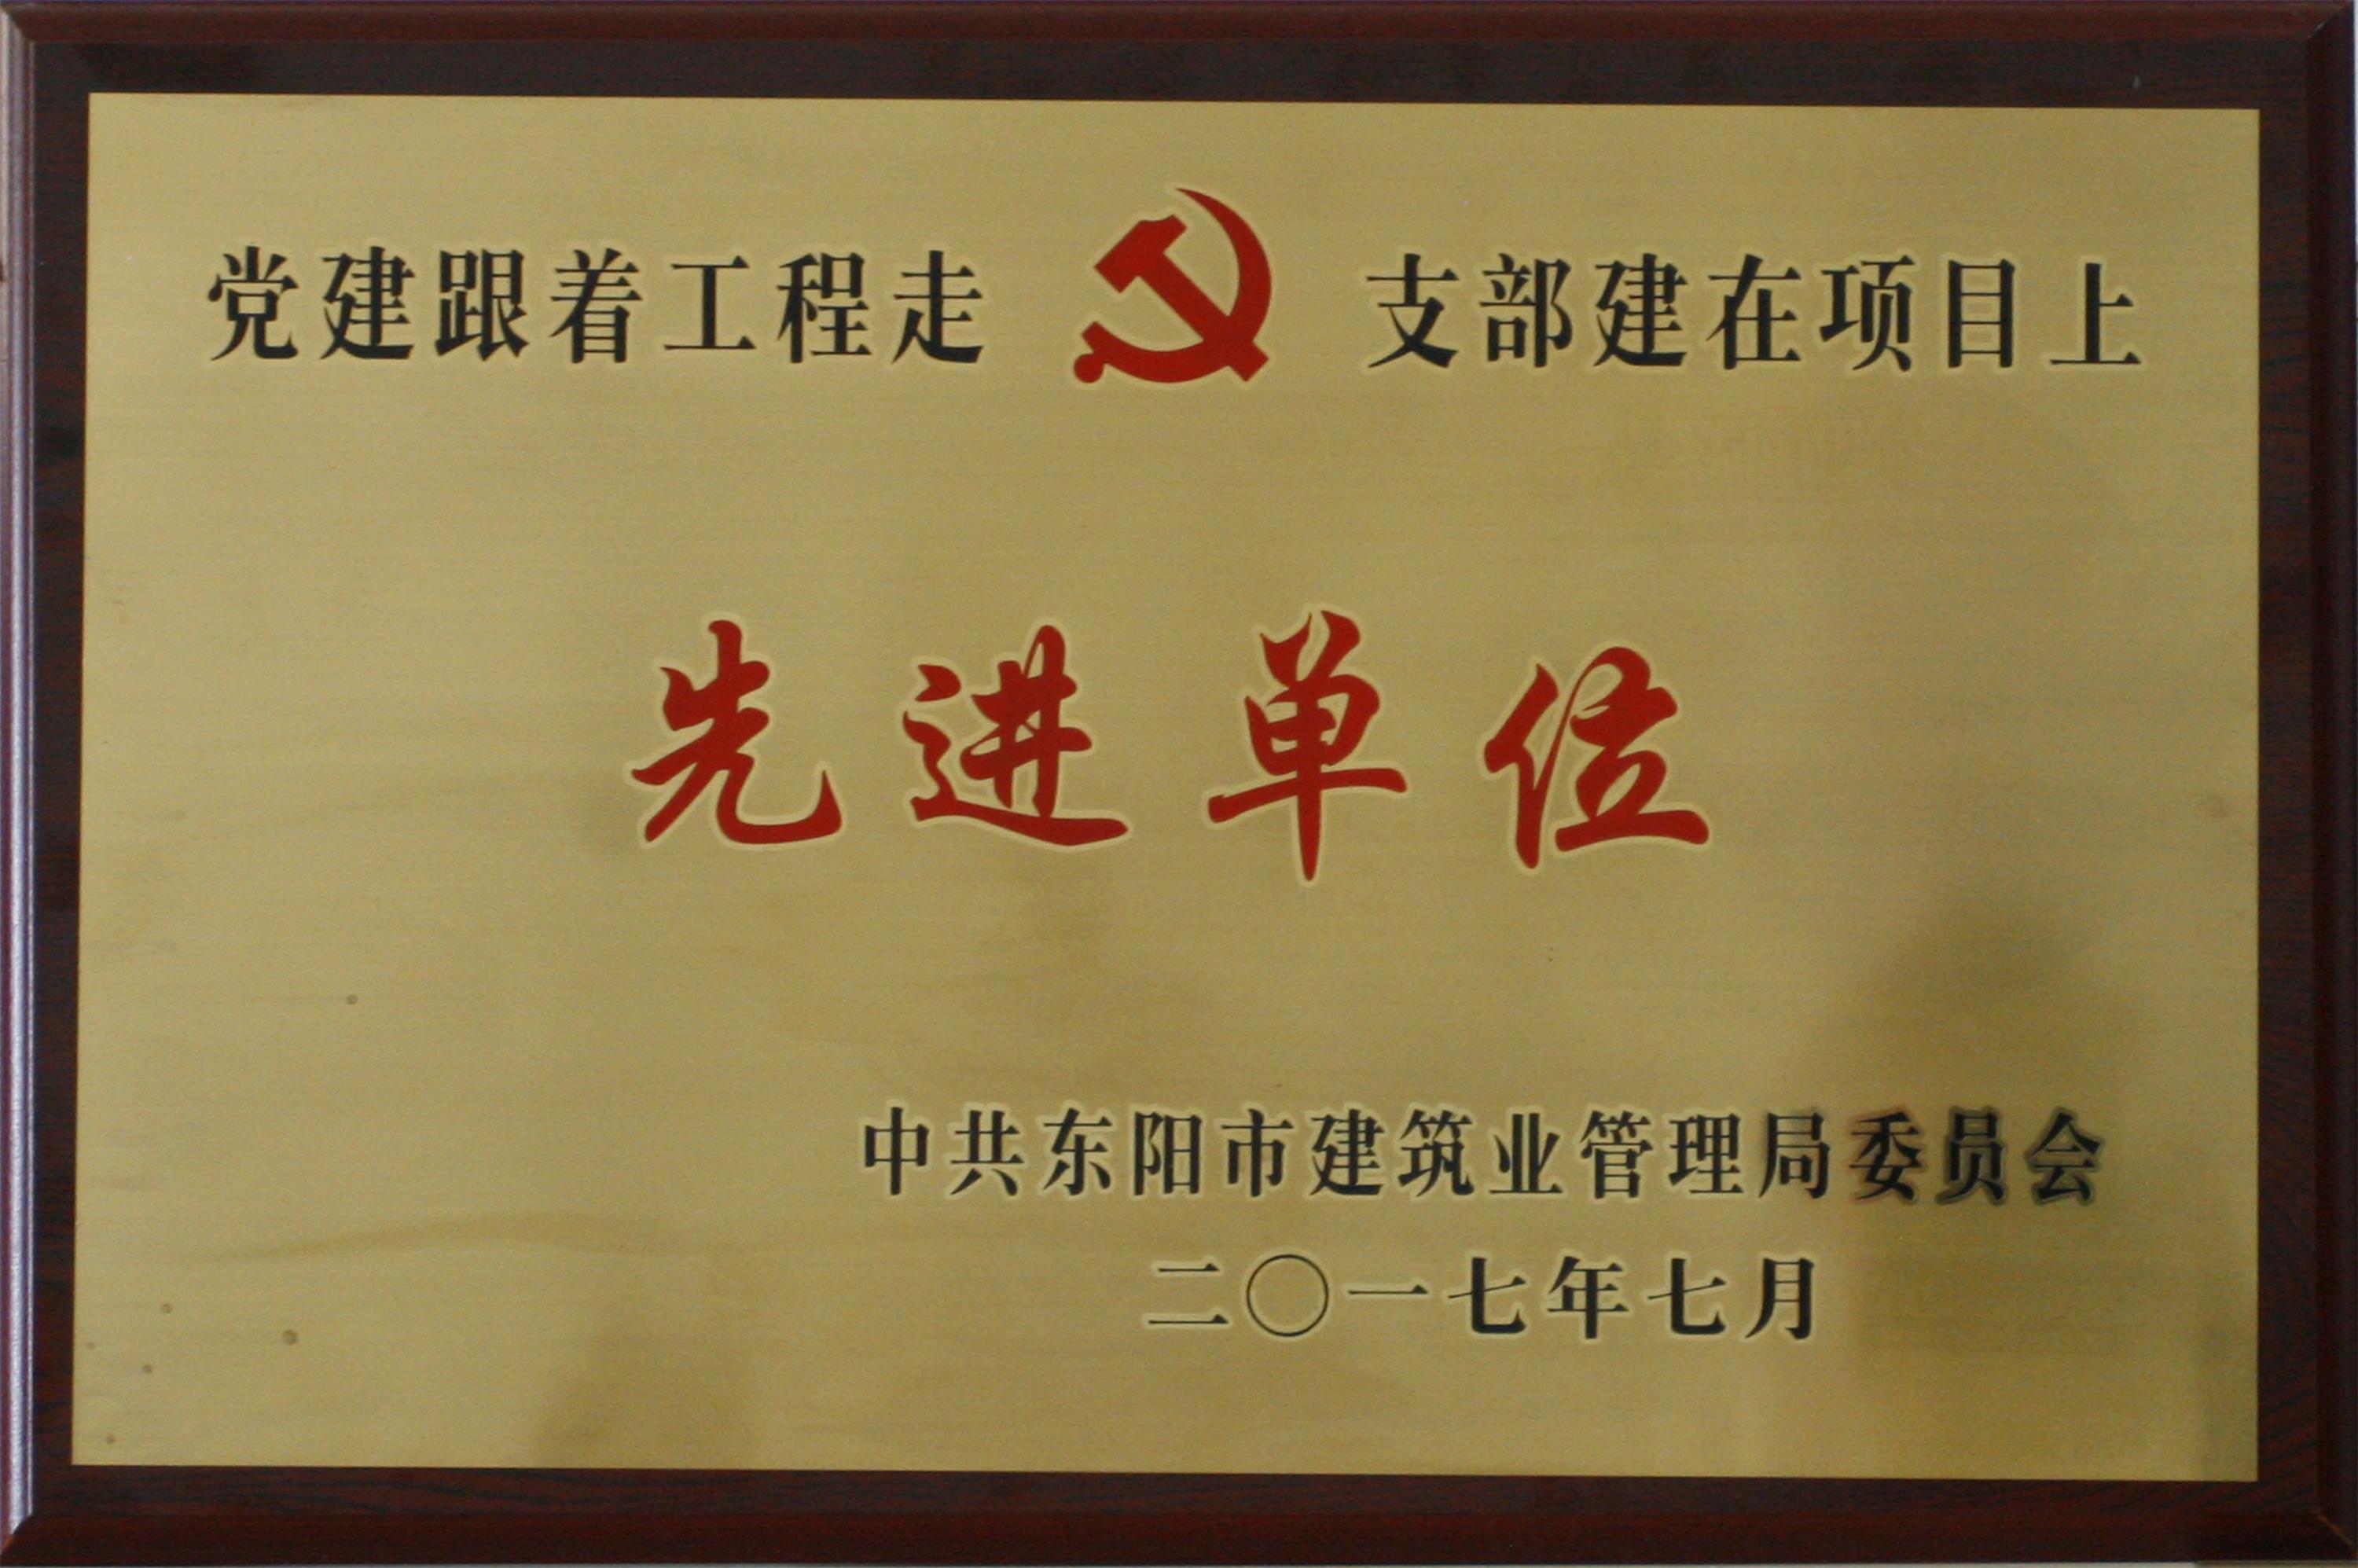 党建跟着工程走 支部建在项目上
先进单位
中共东阳市建筑业管理局委员会
二〇一七年七月